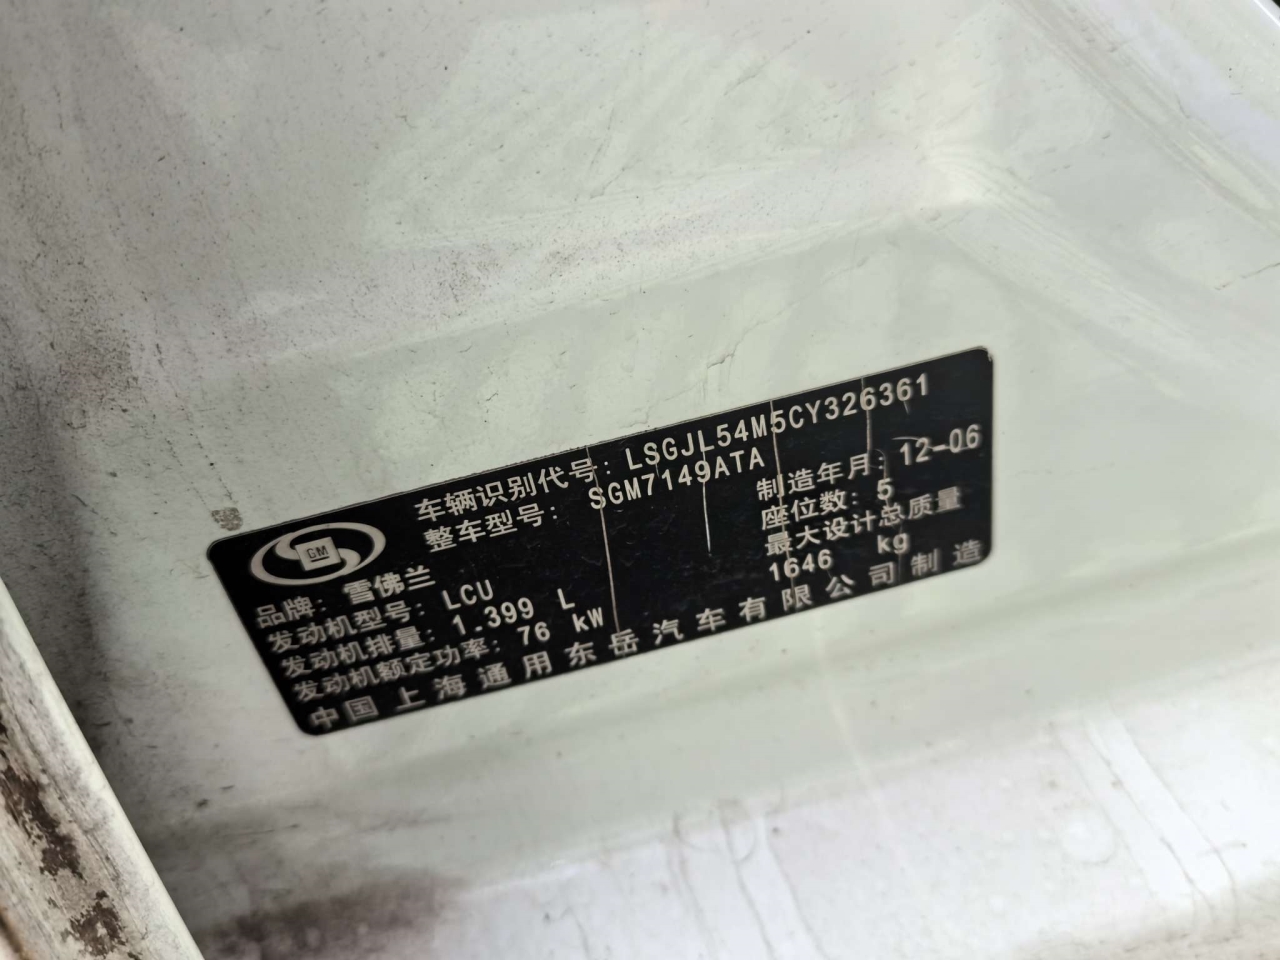 车辆识别代号: LSGJL54M5CY326361
整车型号: SGM7149ATA
制造年月: 12-06
座位数: 5
最大设计总质量
1646 kg
GM
品牌: 雪佛兰
发动机型号: LCU
发动机排量: 1.399 L
发动机额定功率: 76 kW
中国 上海通用东岳汽车有限公司制造